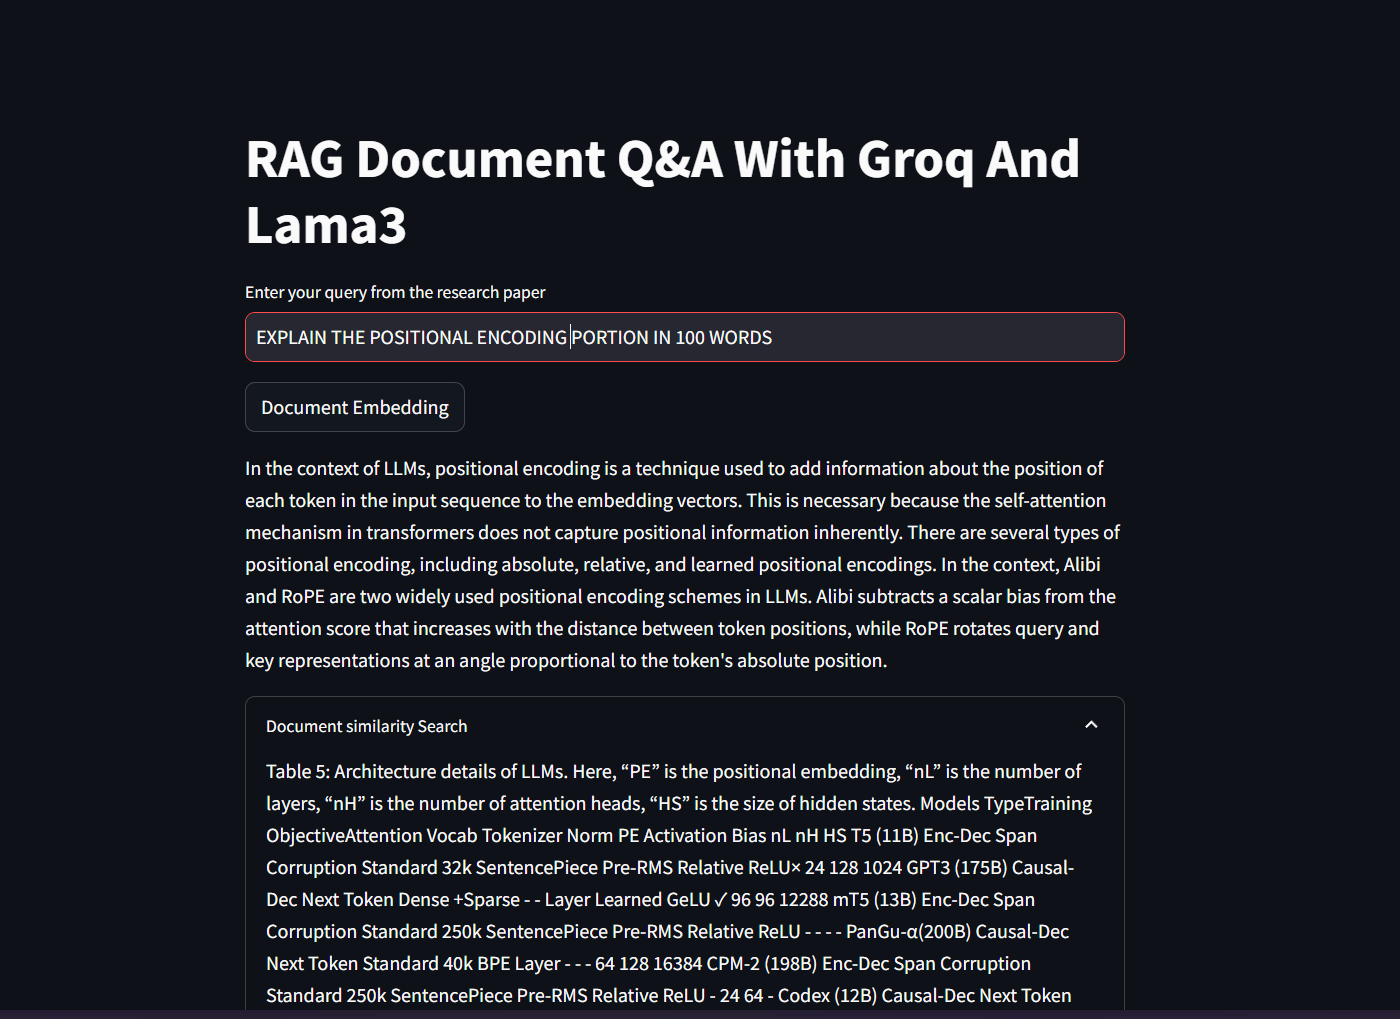 RAG Document Q&A With Groq And
Lama3
Enter your query from the research paper
EXPLAIN THE POSITIONAL ENCODING PORTION IN 100 WORDS
Document Embedding
In the context of LLMs, positional encoding is a technique used to add information about the position of
each token in the input sequence to the embedding vectors. This is necessary because the self-attention
mechanism in transformers does not capture positional information inherently. There are several types of
positional encoding, including absolute, relative, and learned positional encodings. In the context, Alibi
and RoPE are two widely used positional encoding schemes in LLMs. Alibi subtracts a scalar bias from the
attention score that increases with the distance between token positions, while RoPE rotates query and
key representations at an angle proportional to the token's absolute position.
Document similarity Search
Table 5: Architecture details of LLMs. Here, “PE” is the positional embedding, “nL” is the number of
layers, “nH” is the number of attention heads, “HS” is the size of hidden states. Models TypeTraining
ObjectiveAttention Vocab Tokenizer Norm PE Activation Bias nL nH HS T5 (11B) Enc-Dec Span
Corruption Standard 32k SentencePiece Pre-RMS Relative ReLU× 24 128 1024 GPT3 (175B) Causal-
Dec Next Token Dense +Sparse - - Layer Learned GeLU ✓ 96 96 12288 mT5 (13B) Enc-Dec Span
Corruption Standard 250k SentencePiece Pre-RMS Relative ReLU - - - - PanGu-α(200B) Causal-Dec
Next Token Standard 40k BPE Layer - - - 64 128 16384 CPM-2 (198B) Enc-Dec Span Corruption
Standard 250k SentencePiece Pre-RMS Relative ReLU - 24 64 - Codex (12B) Causal-Dec Next Token